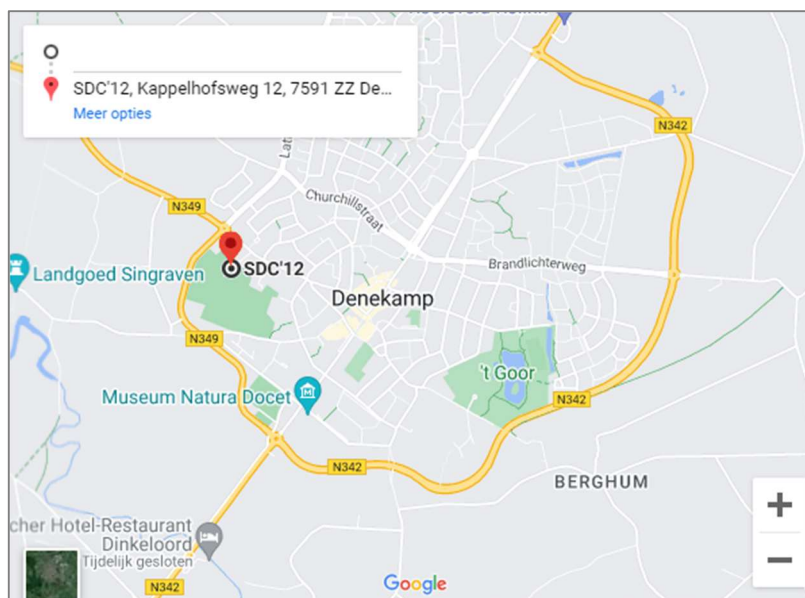 SDC'12, Kappelhofsweg 12, 7591 ZZ De...
Meer opties
N342
N349
Churchillstraat
SDC'12
Landgoed Singraven
Brandlichterweg
Denekamp
N349
't Goor
Museum Natura Docet
N342
N342
BERGHUM
cher Hotel-Restaurant
Dinkeloord
Tijdelijk gesloten
N342
Google
+
−